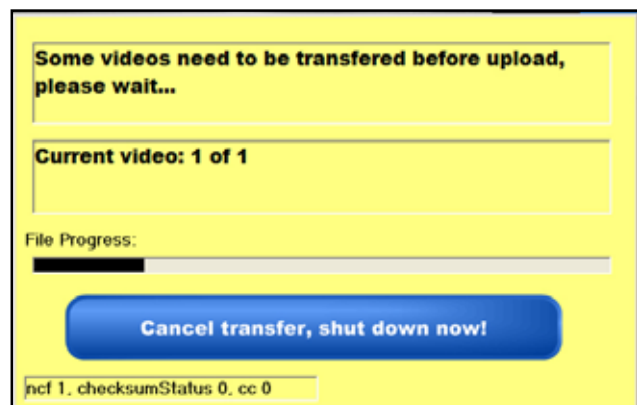 Some videos need to be transfered before upload,
please wait...
Current video: 1 of 1
File Progress:
Cancel transfer, shut down now!
ncf 1, checksumStatus 0, cc 0